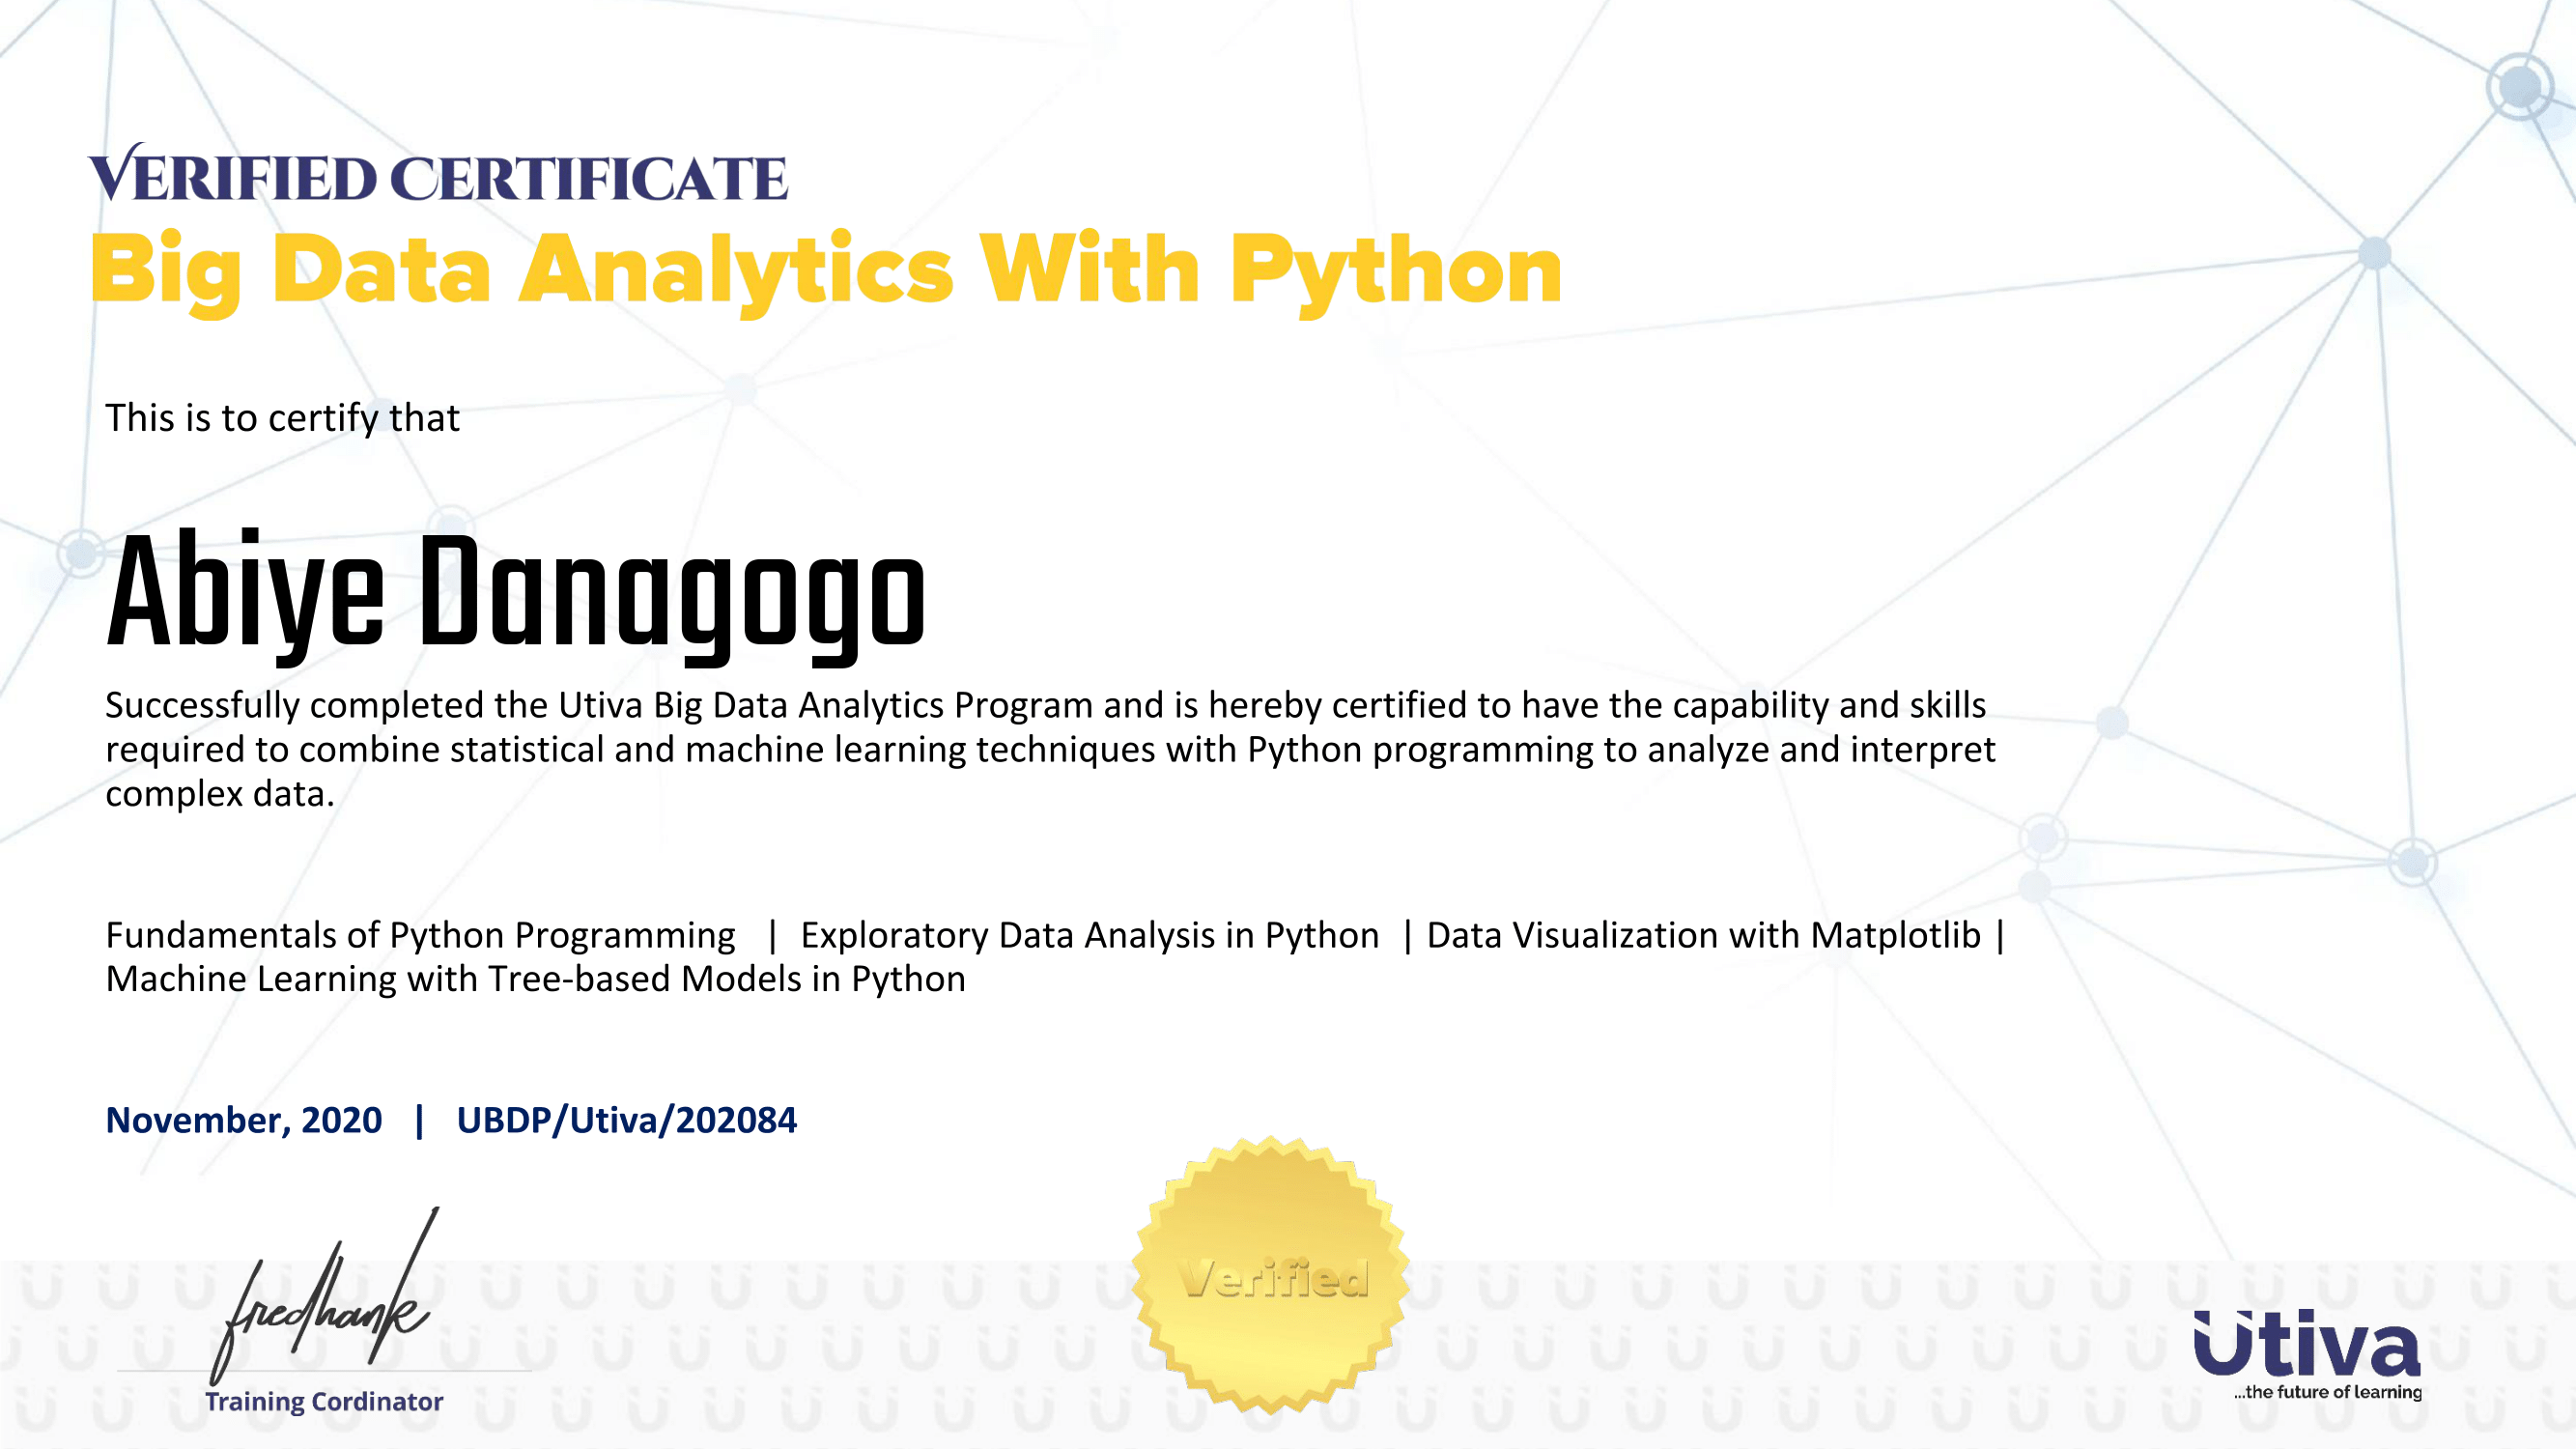 VERIFIED CERTIFICATE
Big Data Analytics With Python
This is to certify that
Abiye Danagogo
Successfully completed the Utiva Big Data Analytics Program and is hereby certified to have the capability and skills
required to combine statistical and machine learning techniques with Python programming to analyze and interpret
complex data.
Fundamentals of Python Programming | Exploratory Data Analysis in Python | Data Visualization with Matplotlib |
Machine Learning with Tree-based Models in Python
November, 2020 | UBDP/Utiva/202084
fredhank
Training Cordinator
Verified
Utiva
...the future of learning